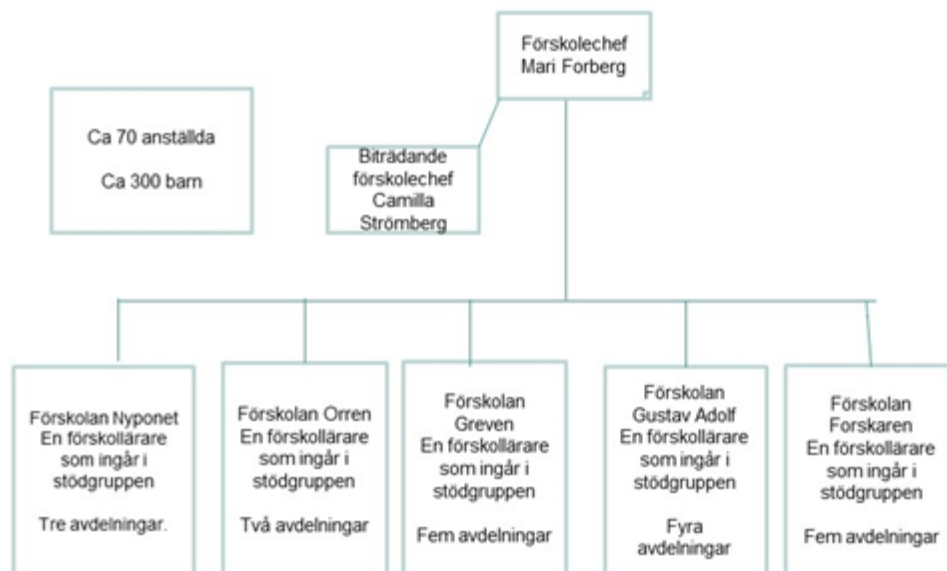 Förskolechef
Mari Forberg
Ca 70 anställda
Ca 300 barn
Biträdande
förskolechef
Camilla
Strömberg
Förskolan Nyponet
En förskollärare
som ingår i
stödgruppen
Tre avdelningar.
Förskolan Orren
En förskollärare
som ingår i
stödgruppen
Två avdelningar
Förskolan
Greven
En förskollärare
som ingår i
stödgruppen
Fem avdelningar
Förskolan
Gustav Adolf
En förskollärare
som ingår i
stödgruppen
Fyra
avdelningar
Förskolan
Forskaren
En förskollärare
som ingår i
stödgruppen
Fem avdelningar